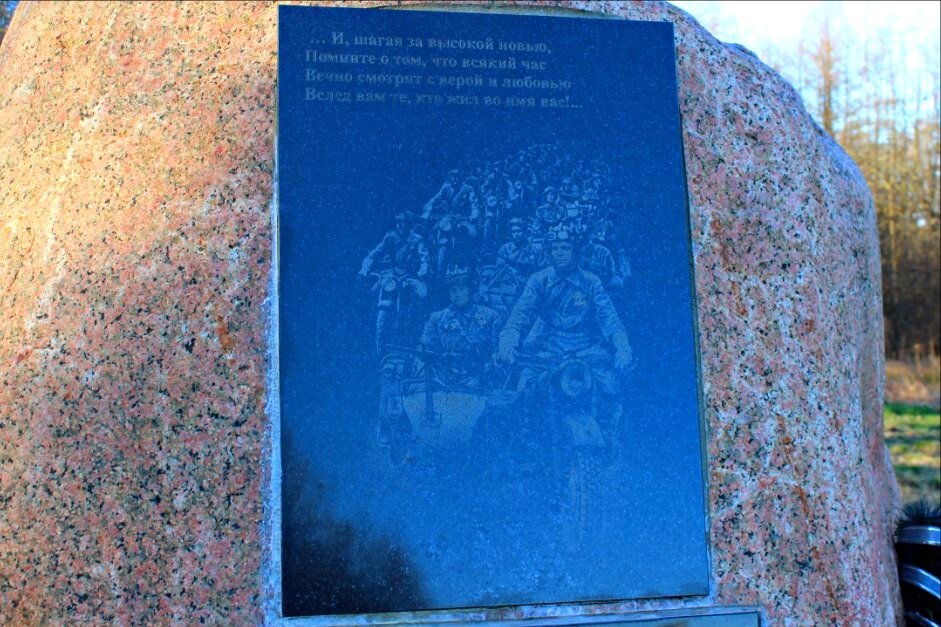 ... И, шагая за высокой новью,
Помните о том, что всякий час
Вечно смотрят с верой и любовью
Вслед вам те, кто жил во имя вас!...